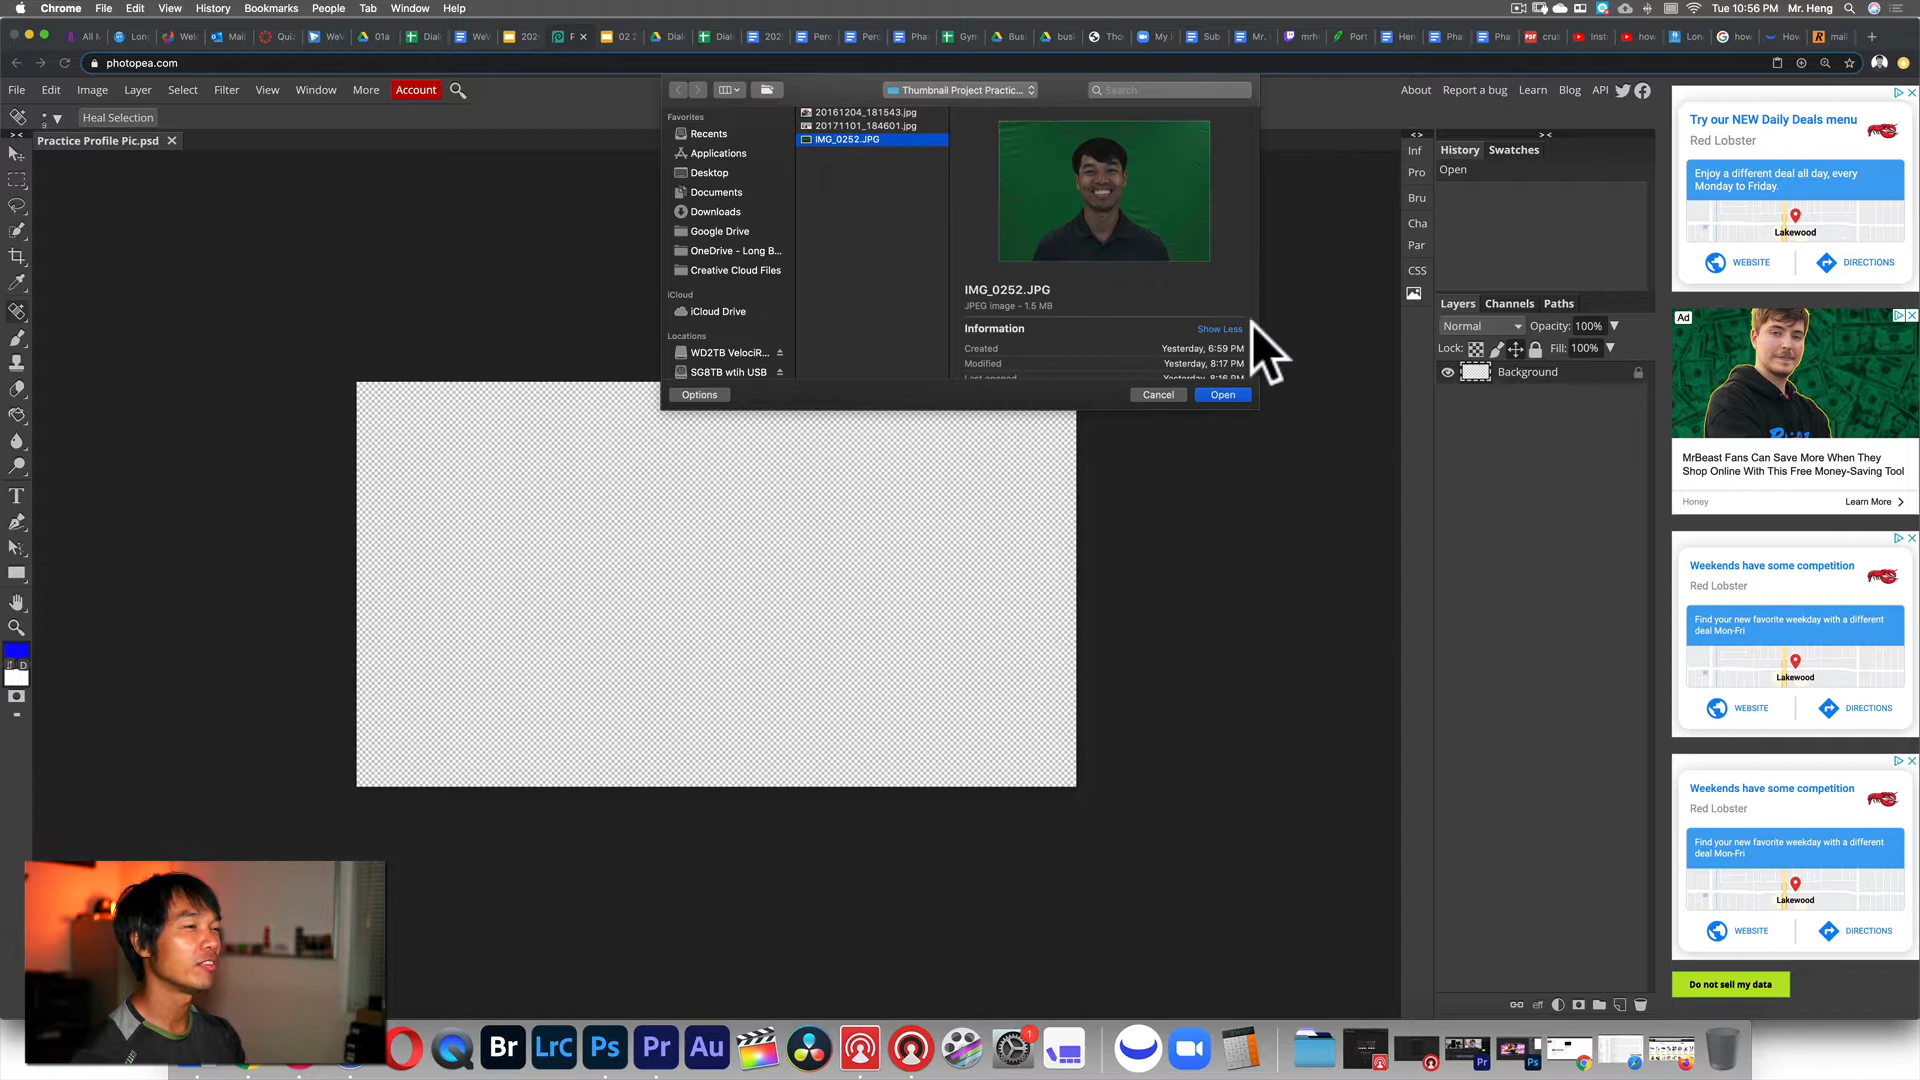 Chrome File Edit View History Bookmarks People Tab Window Help
Tue 10:56 PM Mr. Heng
photopea.com
File Edit Image Layer Select Filter View Window More Account
About Report a bug Learn Blog API
Heal Selection
9
Practice Profile Pic.psd
Thumbnail Project Practic...
Search
Favorites
Recents
Applications
Desktop
Documents
Downloads
Google Drive
OneDrive - Long B...
Creative Cloud Files
iCloud
iCloud Drive
Locations
WD2TB VelociR...
SG8TB wtih USB
20161204_181543.jpg
20171101_184601.jpg
IMG_0252.JPG
IMG_0252.JPG
JPEG image - 1.5 MB
Information Show Less
Created Yesterday, 6:59 PM
Modified Yesterday, 8:17 PM
Last opened Yesterday, 8:16 PM
Options Cancel Open
Inf
Pro
Bru
Cha
Par
CSS
History Swatches
Open
Layers Channels Paths
Normal Opacity: 100%
Lock: Fill: 100%
Background
eff
Try our NEW Daily Deals menu
Red Lobster
Enjoy a different deal all day, every
Monday to Friday.
Lakewood
WEBSITE DIRECTIONS
Ad
MrBeast Fans Can Save More When They
Shop Online With This Free Money-Saving Tool
Honey Learn More
Weekends have some competition
Red Lobster
Find your new favorite weekday with a different
deal Mon-Fri
Lakewood
WEBSITE DIRECTIONS
Weekends have some competition
Red Lobster
Find your new favorite weekday with a different
deal Mon-Fri
Lakewood
WEBSITE DIRECTIONS
Do not sell my data
D
T
Br Lrc Ps Pr Au
1